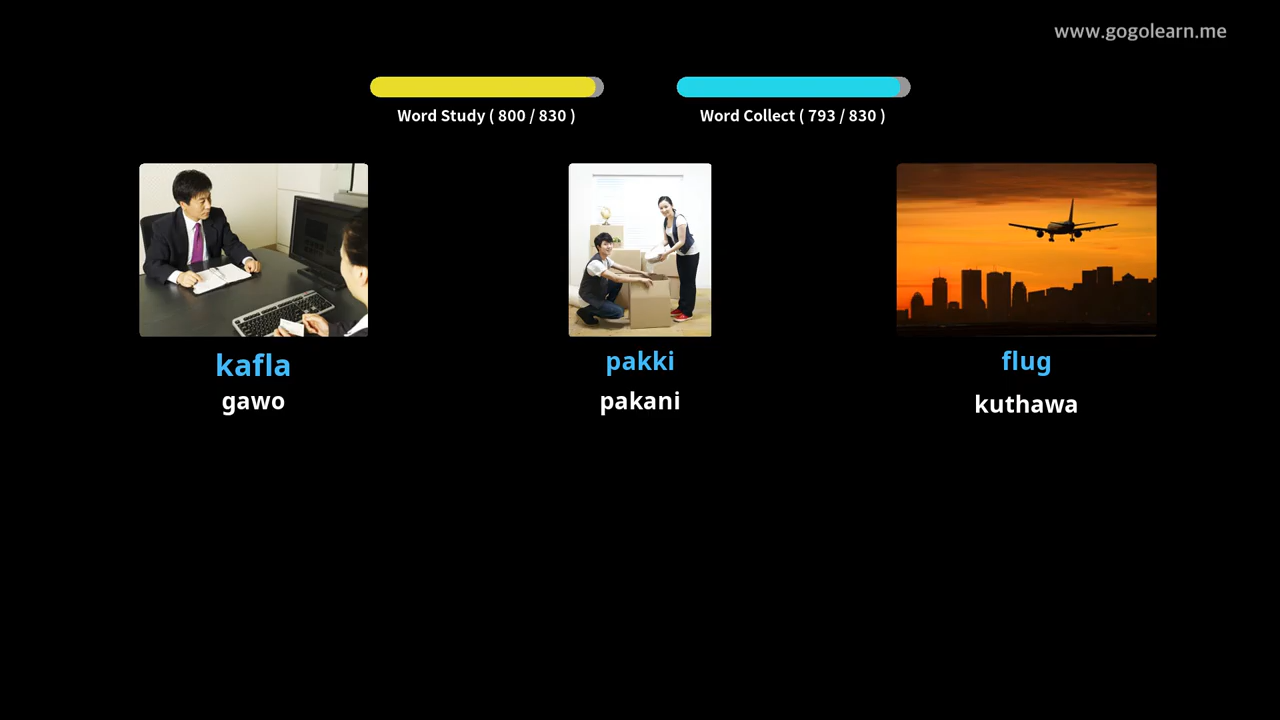 www.gogolearn.me
Word Study ( 800 / 830 )
Word Collect ( 793 / 830 )
kafla
gawo
pakki
pakani
flug
kuthawa